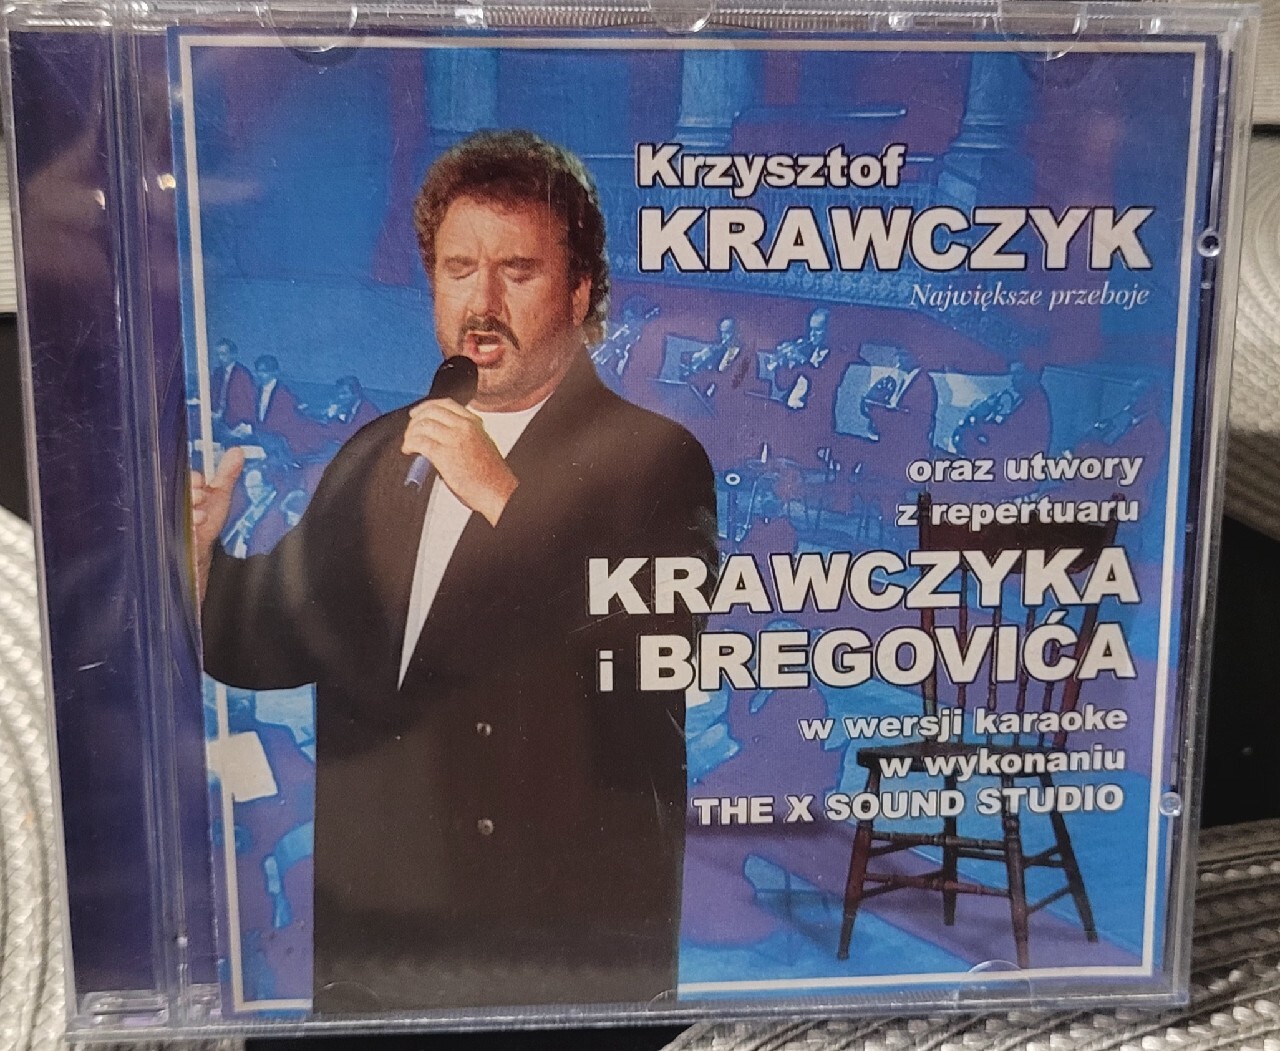 Krzysztof
KRAWCZYK
Największe przeboje
oraz utwory
z repertuaru
KRAWCZYKA
i BREGOVIĆA
w wersji karaoke
w wykonaniu
THE X SOUND STUDIO